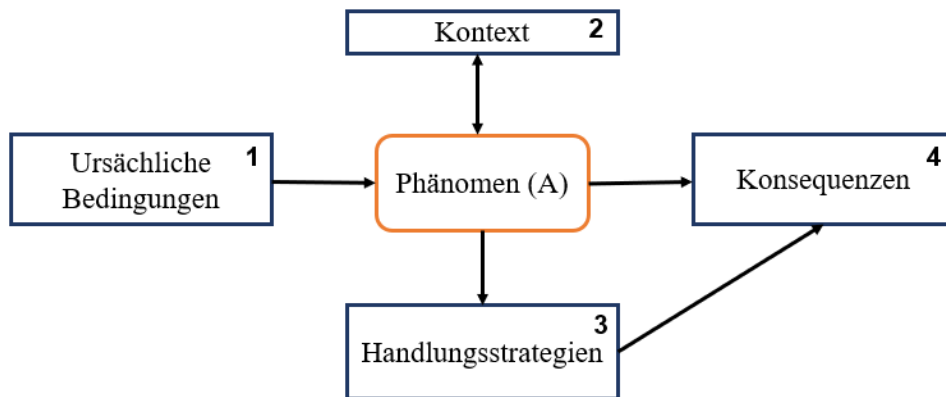 Kontext 2
Ursächliche 1
Bedingungen
Phänomen (A)
Konsequenzen 4
Handlungsstrategien 3